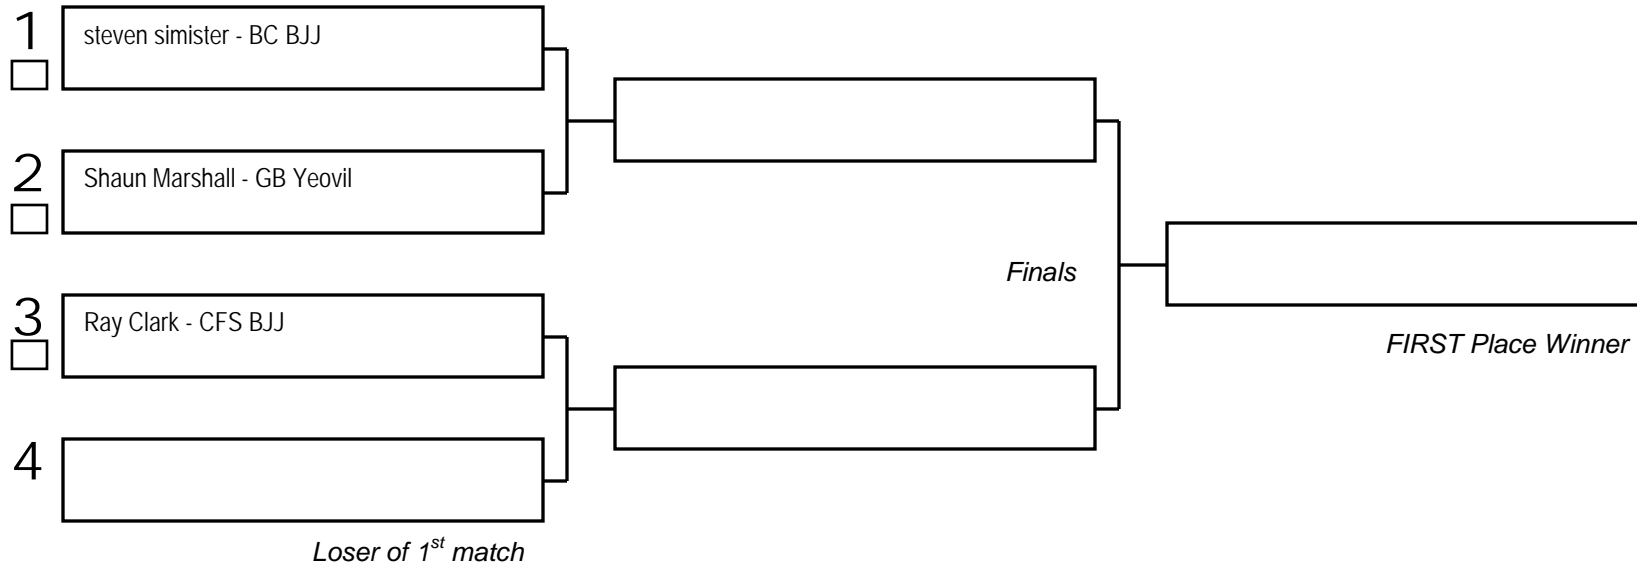 1
steven simister - BC BJJ
2
Shaun Marshall - GB Yeovil
Finals
3
Ray Clark - CFS BJJ
FIRST Place Winner
4
Loser of 1st match